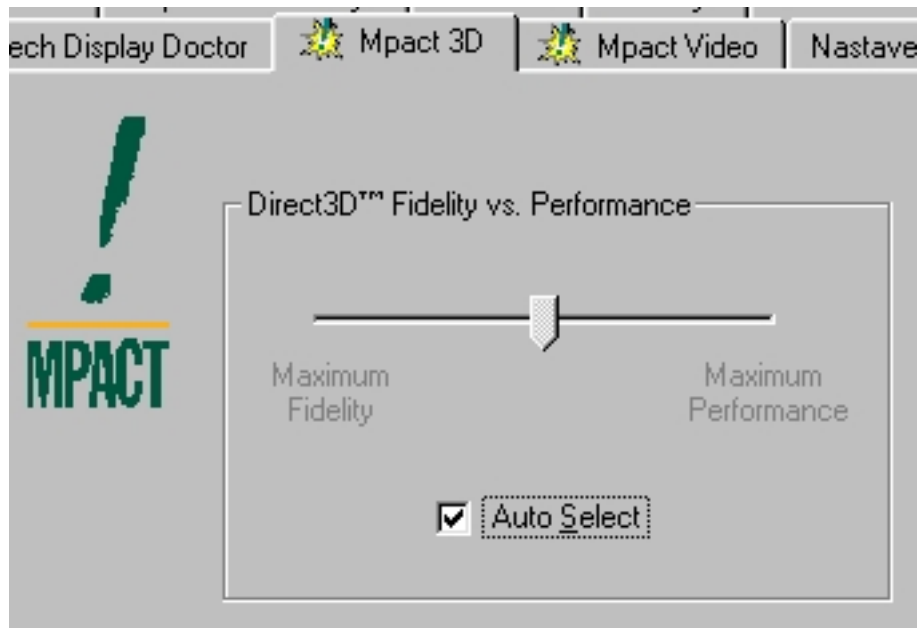 ech Display Doctor
Mpact 3D
Mpact Video
Nastave
Direct3D™ Fidelity vs. Performance
Maximum Fidelity
Maximum Performance
MPACT
Auto Select